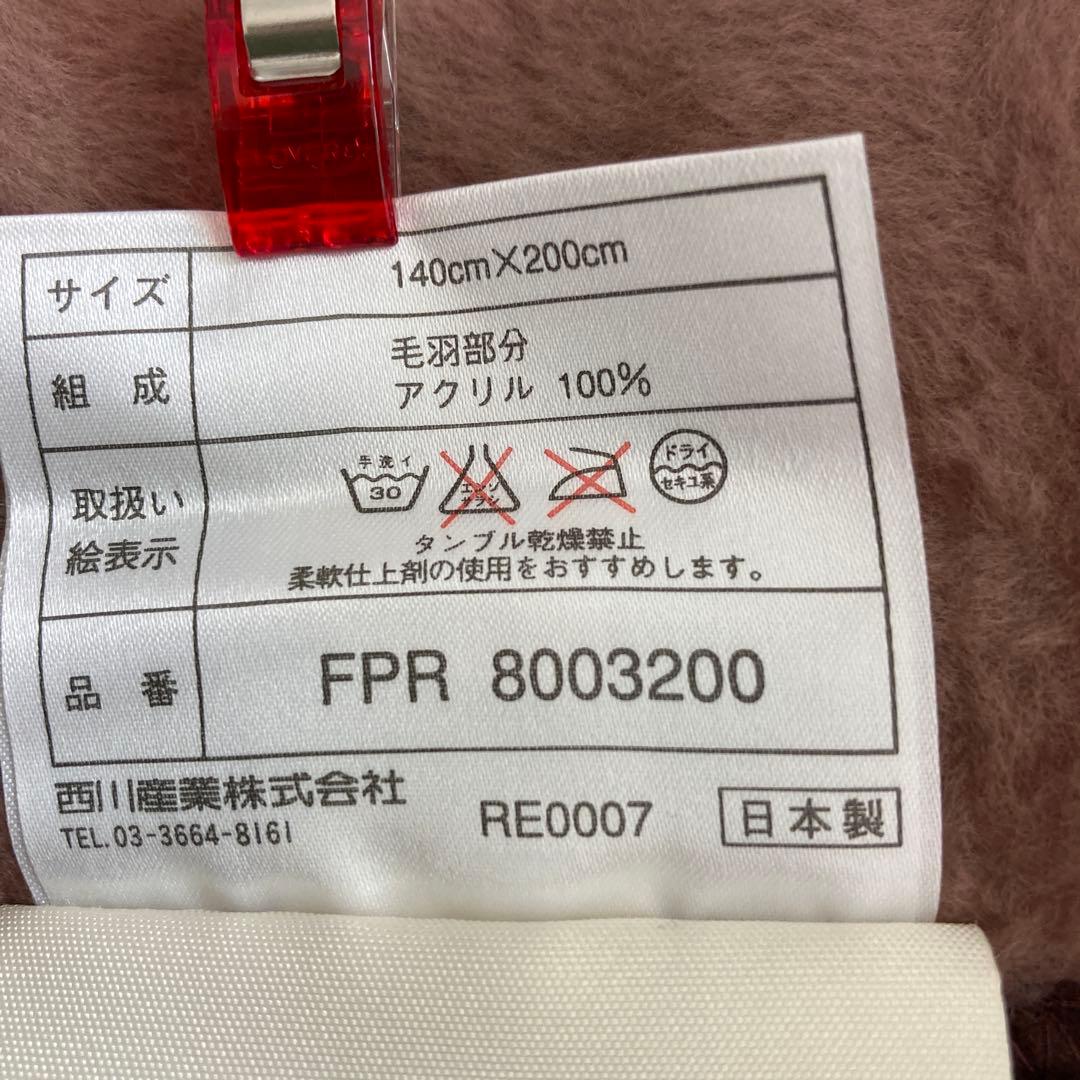 サイズ 140cm×200cm
組成 毛羽部分
アクリル 100%
取扱い
絵表示
手洗イ
30
エンソ
サラシ
ドライ
セキユ系
タンブル乾燥禁止
柔軟仕上剤の使用をおすすめします。
品番 FPR 8003200
西川産業株式会社
TEL.03-3664-8161
RE0007
日本製